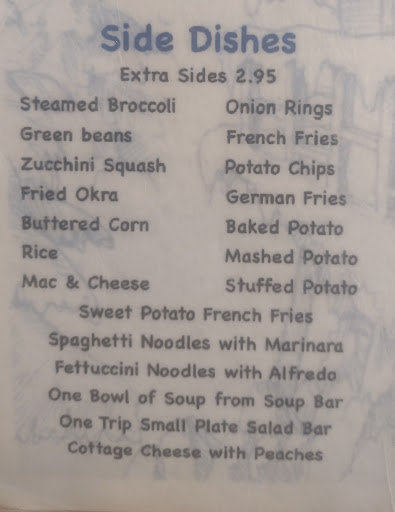 Side Dishes
Extra Sides 2.95
Steamed Broccoli
Green beans
Zucchini Squash
Fried Okra
Buttered Corn
Rice
Mac & Cheese
Onion Rings
French Fries
Potato Chips
German Fries
Baked Potato
Mashed Potato
Stuffed Potato
Sweet Potato French Fries
Spaghetti Noodles with Marinara
Fettuccini Noodles with Alfredo
One Bowl of Soup from Soup Bar
One Trip Small Plate Salad Bar
Cottage Cheese with Peaches